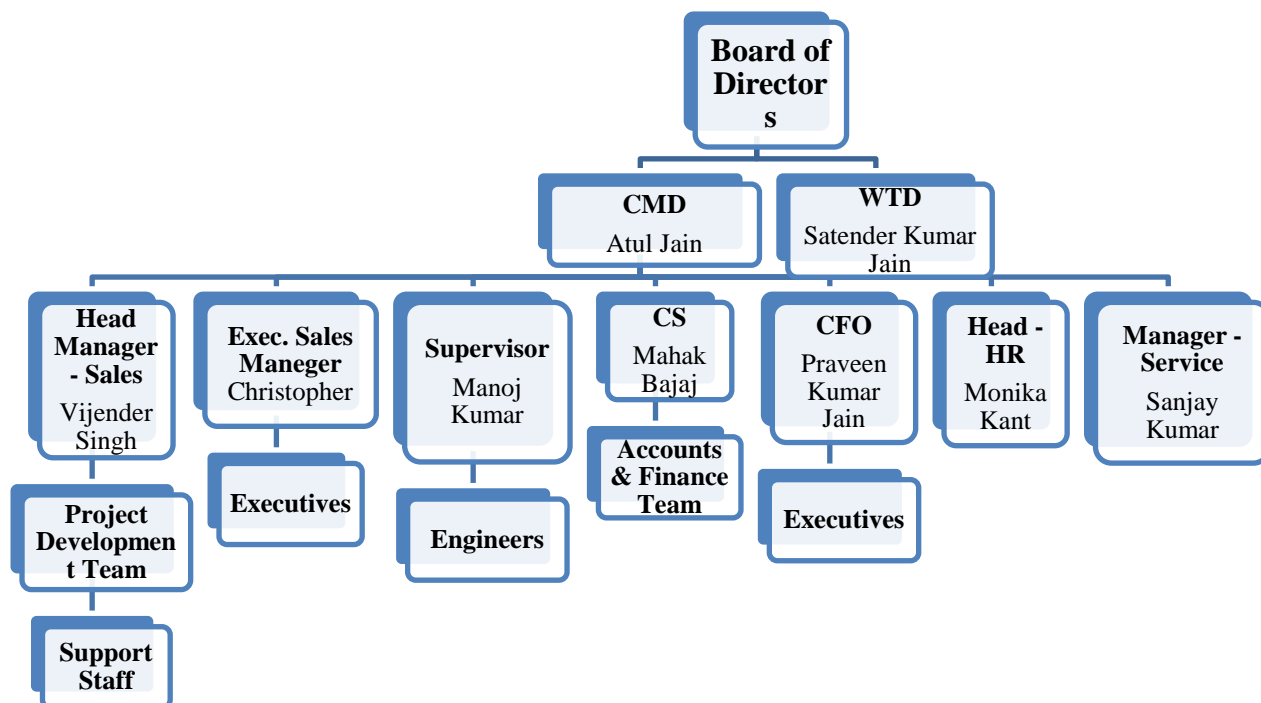 Board of
Director
s
CMD
Atul Jain
WTD
Satender Kumar
Jain
Head
Manager
- Sales
Vijender
Singh
Exec. Sales
Maneger
Christopher
Supervisor
Manoj
Kumar
CS
Mahak
Bajaj
CFO
Praveen
Kumar
Jain
Head -
HR
Monika
Kant
Manager -
Service
Sanjay
Kumar
Project
Developmen
t Team
Executives
Engineers
Accounts
& Finance
Team
Executives
Support
Staff